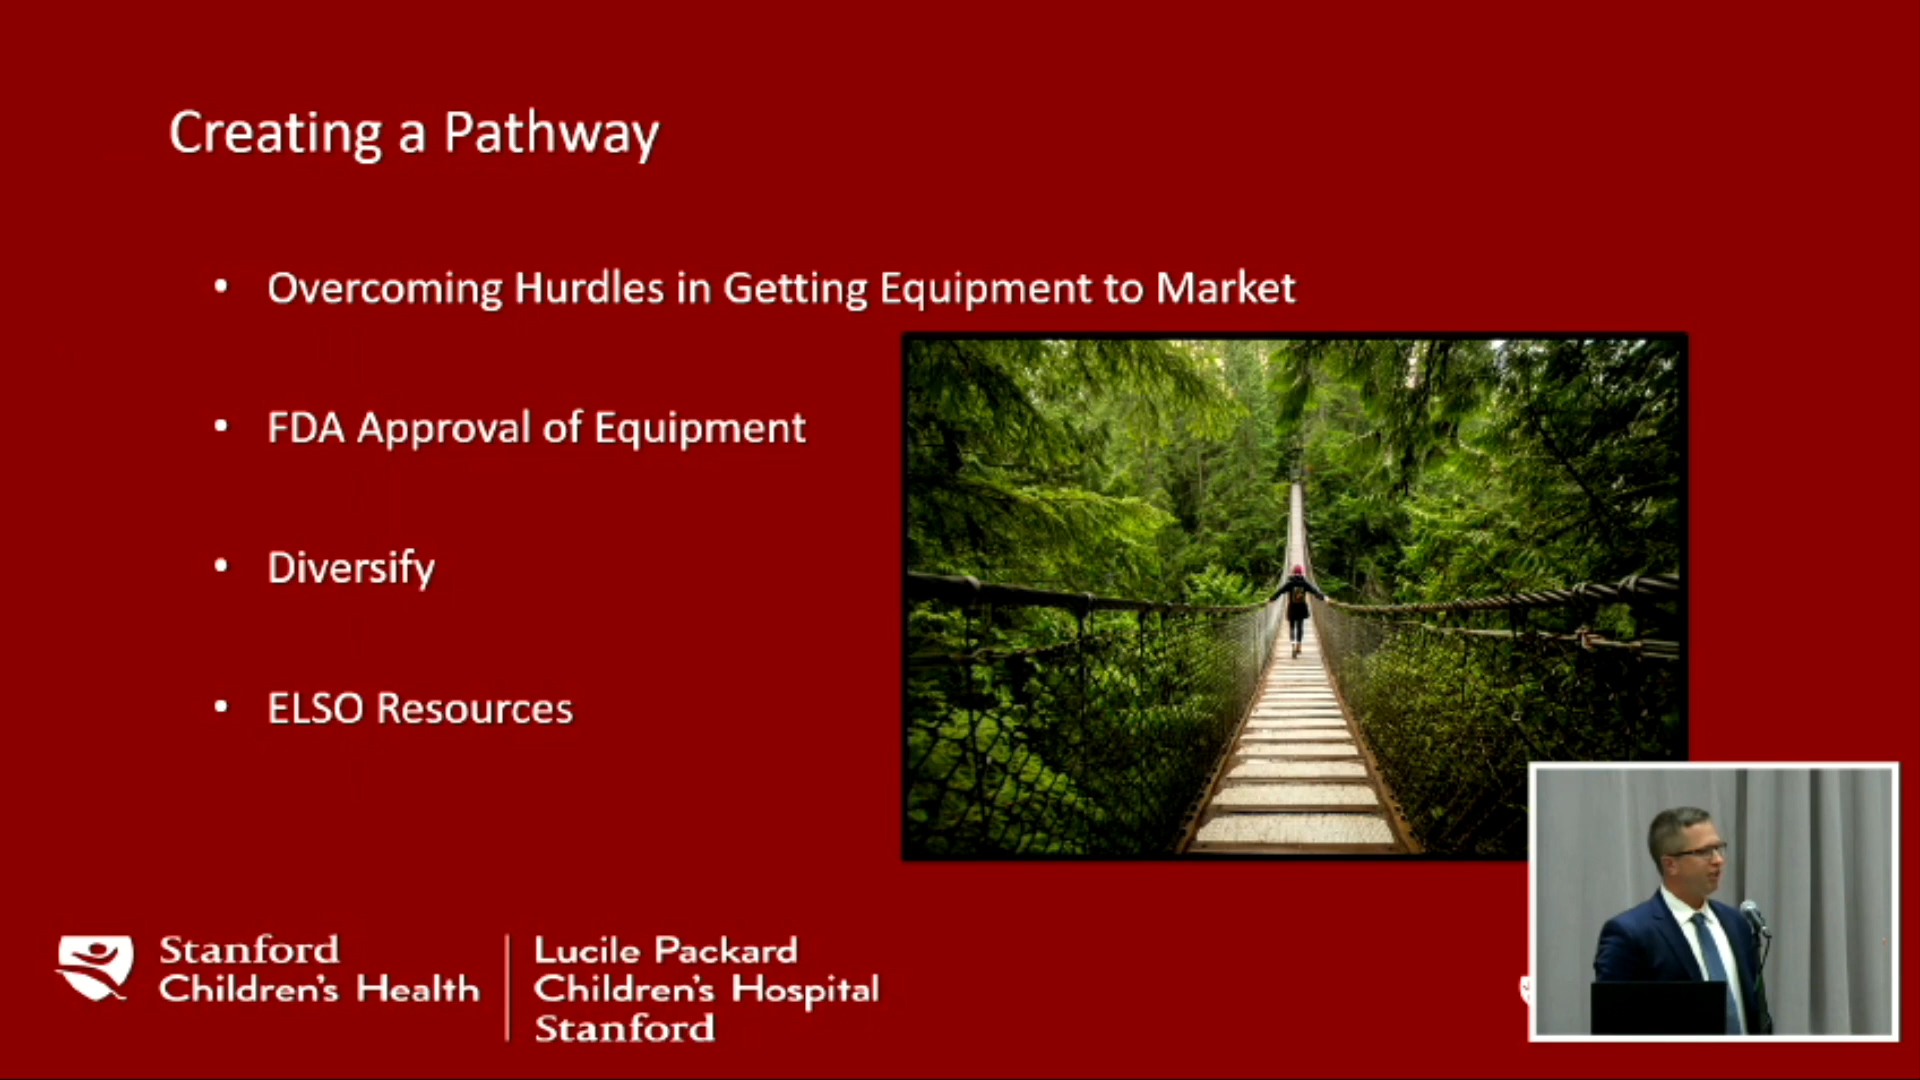 Creating a Pathway
• Overcoming Hurdles in Getting Equipment to Market
• FDA Approval of Equipment
• Diversify
• ELSO Resources
Stanford
Children's Health
Lucile Packard
Children's Hospital
Stanford